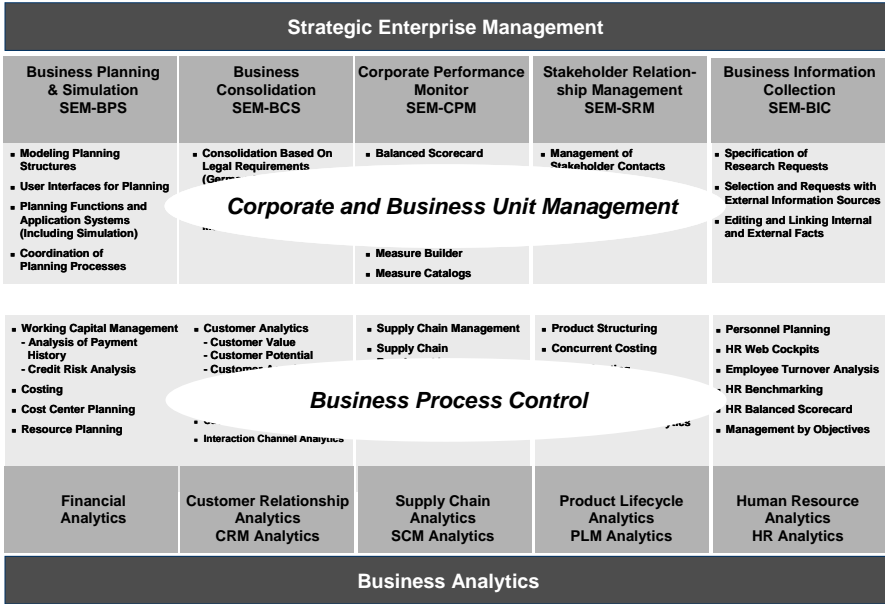 Strategic Enterprise Management
Business Planning
& Simulation
SEM-BPS
Business
Consolidation
SEM-BCS
Corporate Performance
Monitor
SEM-CPM
Stakeholder Relation-
ship Management
SEM-SRM
Business Information
Collection
SEM-BIC
▪ Modeling Planning
Structures
▪ User Interfaces for Planning
▪ Planning Functions and
Application Systems
(Including Simulation)
▪ Coordination of
Planning Processes
▪ Consolidation Based On
Legal Requirements
▪ Balanced Scorecard
▪ Measure Builder
▪ Measure Catalogs
▪ Management of
Stakeholder Contacts
▪ Specification of
Research Requests
▪ Selection and Requests with
External Information Sources
▪ Editing and Linking Internal
and External Facts
Corporate and Business Unit Management
▪ Working Capital Management
- Analysis of Payment
History
- Credit Risk Analysis
▪ Costing
▪ Cost Center Planning
▪ Resource Planning
▪ Customer Analytics
- Customer Value
- Customer Potential
- Customer
▪ Interaction Channel Analytics
▪ Supply Chain Management
▪ Supply Chain
▪ Product Structuring
▪ Concurrent Costing
▪ Personnel Planning
▪ HR Web Cockpits
▪ Employee Turnover Analysis
▪ HR Benchmarking
▪ HR Balanced Scorecard
▪ Management by Objectives
Business Process Control
Financial
Analytics
Customer Relationship
Analytics
CRM Analytics
Supply Chain
Analytics
SCM Analytics
Product Lifecycle
Analytics
PLM Analytics
Human Resource
Analytics
HR Analytics
Business Analytics